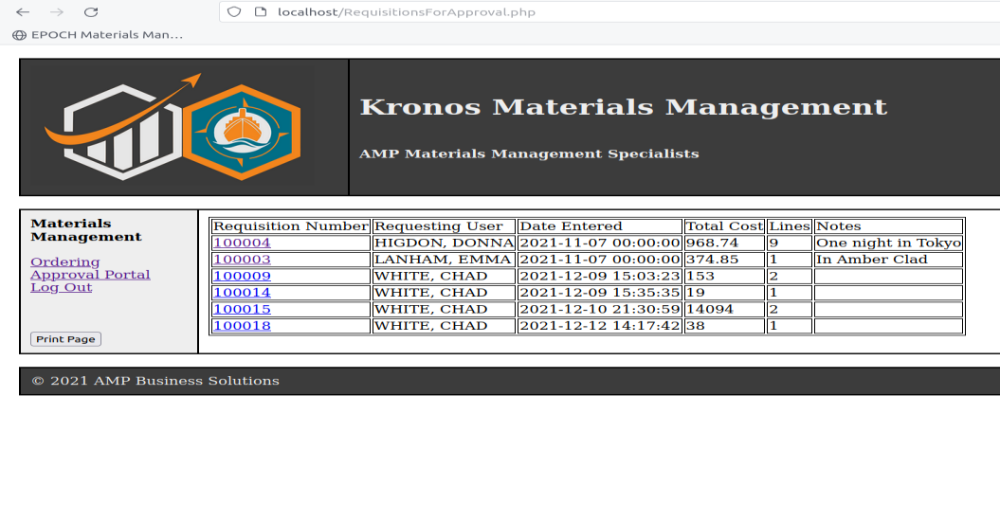 localhost/RequisitionsForApproval.php
EPOCH Materials Man...
Kronos Materials Management
AMP Materials Management Specialists
Materials
Management
Ordering
Approval Portal
Log Out
Print Page
Requisition Number Requesting User Date Entered Total Cost Lines Notes
100004 HIGDON, DONNA 2021-11-07 00:00:00 968.74 9 One night in Tokyo
100003 LANHAM, EMMA 2021-11-07 00:00:00 374.85 1 In Amber Clad
100009 WHITE, CHAD 2021-12-09 15:03:23 153 2
100014 WHITE, CHAD 2021-12-09 15:35:35 19 1
100015 WHITE, CHAD 2021-12-10 21:30:59 14094 2
100018 WHITE, CHAD 2021-12-12 14:17:42 38 1
© 2021 AMP Business Solutions